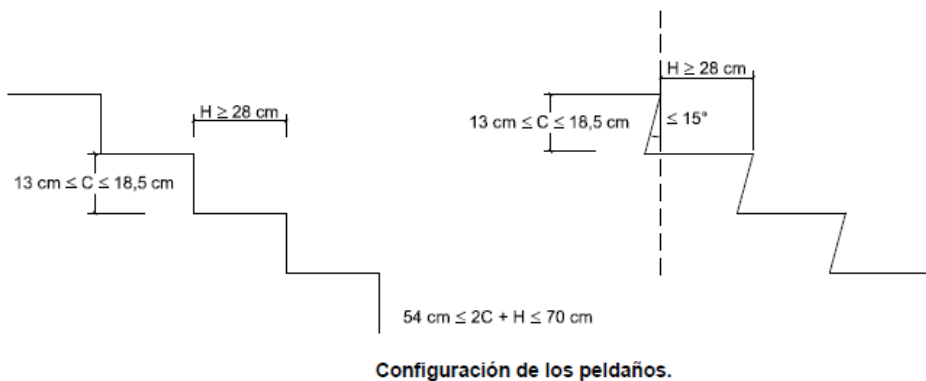 H ≥ 28 cm
13 cm ≤ C ≤ 18,5 cm
54 cm ≤ 2C + H ≤ 70 cm
H ≥ 28 cm
13 cm ≤ C ≤ 18,5 cm
≤ 15°
Configuración de los peldaños.